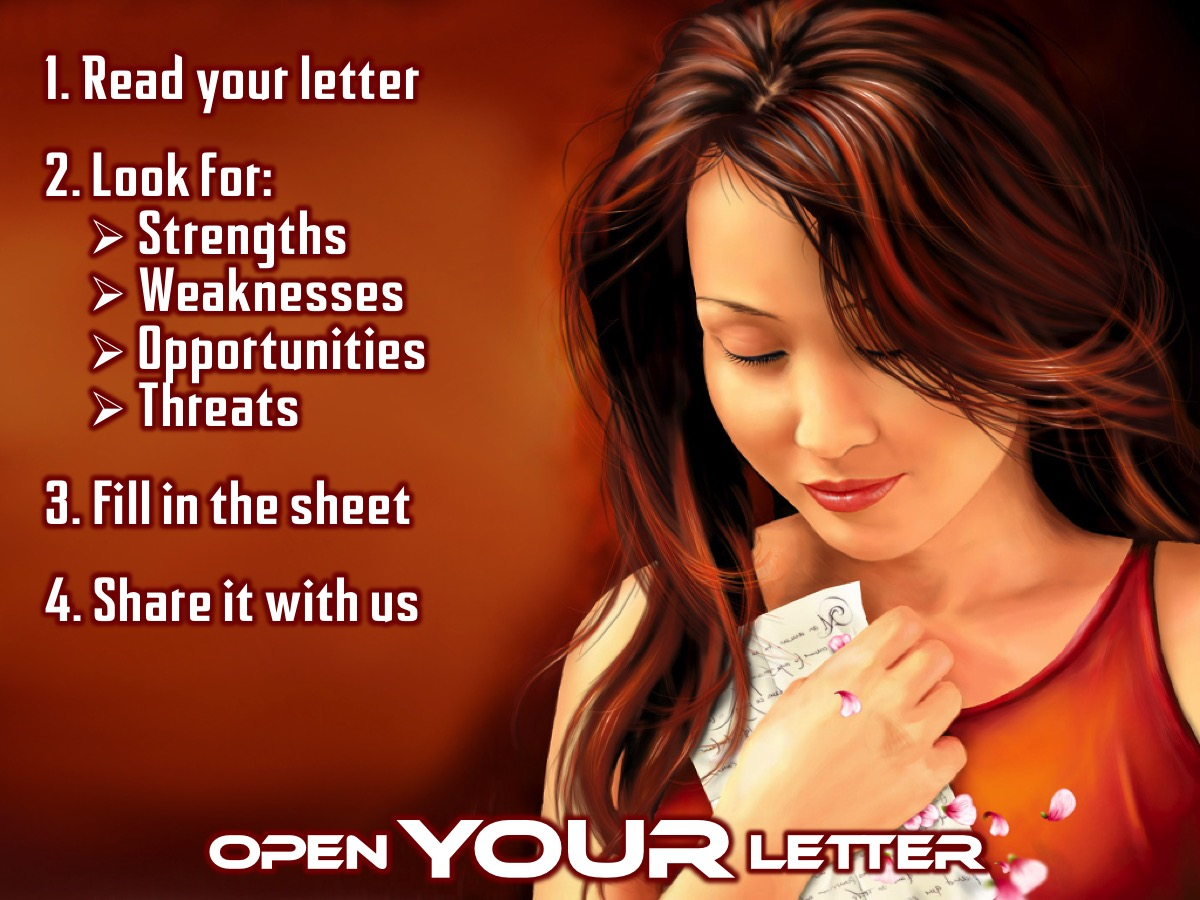 1. Read your letter
2. Look For:
➢ Strengths
➢ Weaknesses
➢ Opportunities
➢ Threats
3. Fill in the sheet
4. Share it with us
OPEN YOUR LETTER